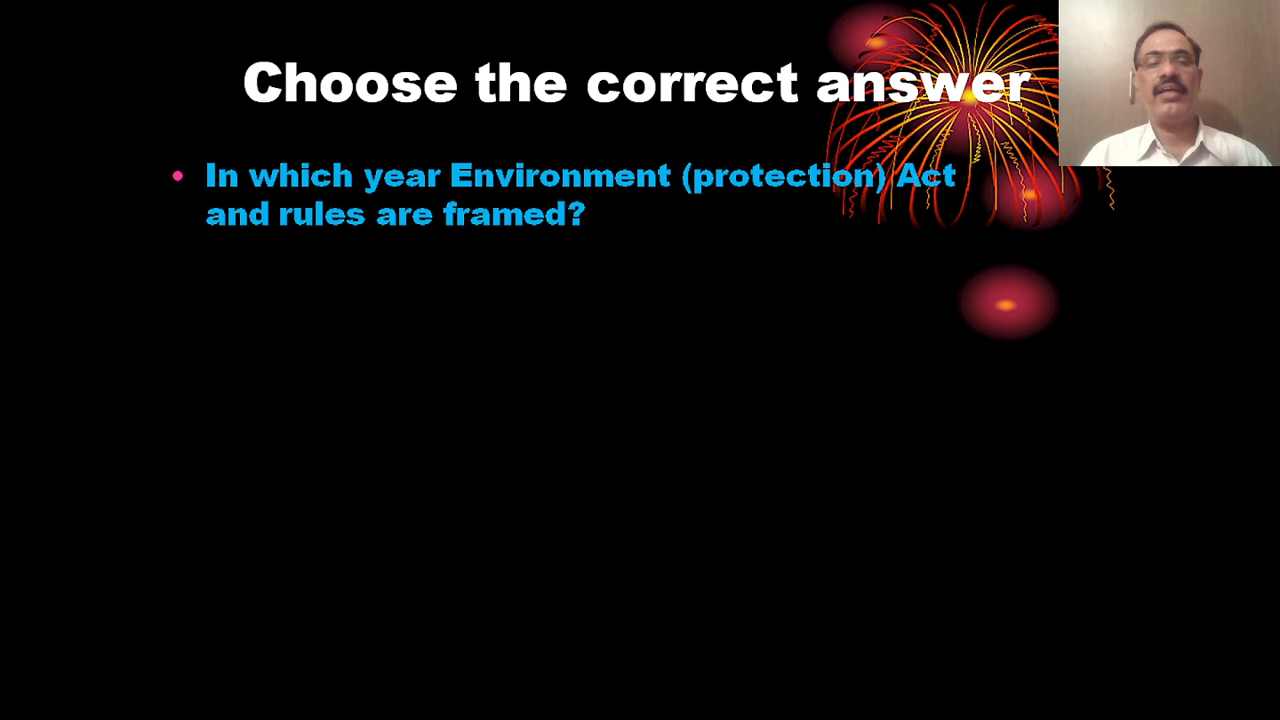 Choose the correct answer
• In which year Environment (protection) Act
and rules are framed?